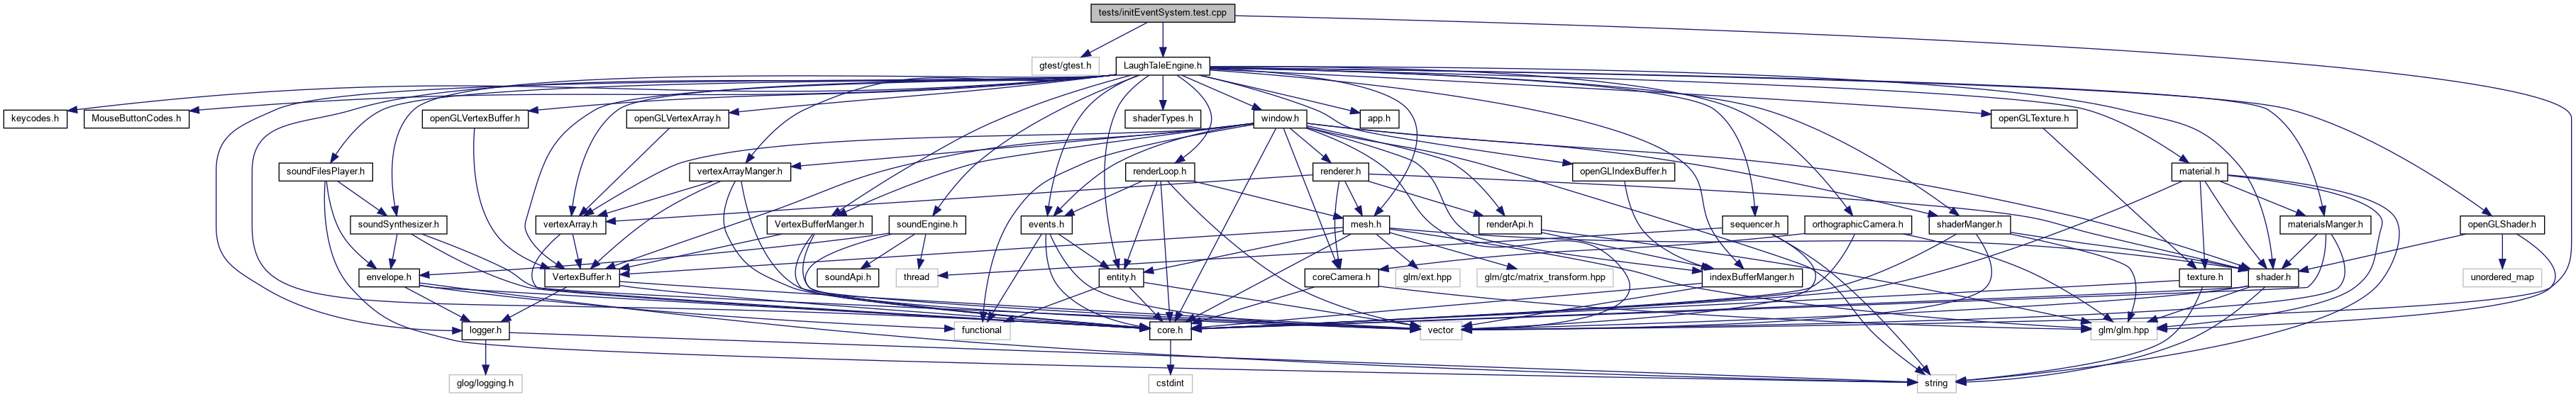 tests/initEventSystem.test.cpp
gtest/gtest.h
LaughTaleEngine.h
keycodes.h
MouseButtonCodes.h
openGLVertexBuffer.h
openGLVertexArray.h
shaderTypes.h
window.h
app.h
openGLTexture.h
soundFilesPlayer.h
vertexArrayManger.h
renderLoop.h
renderer.h
openGLIndexBuffer.h
material.h
soundSynthesizer.h
vertexArray.h
VertexBufferManger.h
soundEngine.h
events.h
mesh.h
renderApi.h
sequencer.h
orthographicCamera.h
shaderManger.h
materialsManger.h
openGLShader.h
envelope.h
VertexBuffer.h
soundApi.h
thread
entity.h
coreCamera.h
glm/ext.hpp
glm/gtc/matrix_transform.hpp
indexBufferManger.h
texture.h
shader.h
unordered_map
logger.h
functional
core.h
vector
glm/glm.hpp
glog/logging.h
cstdint
string